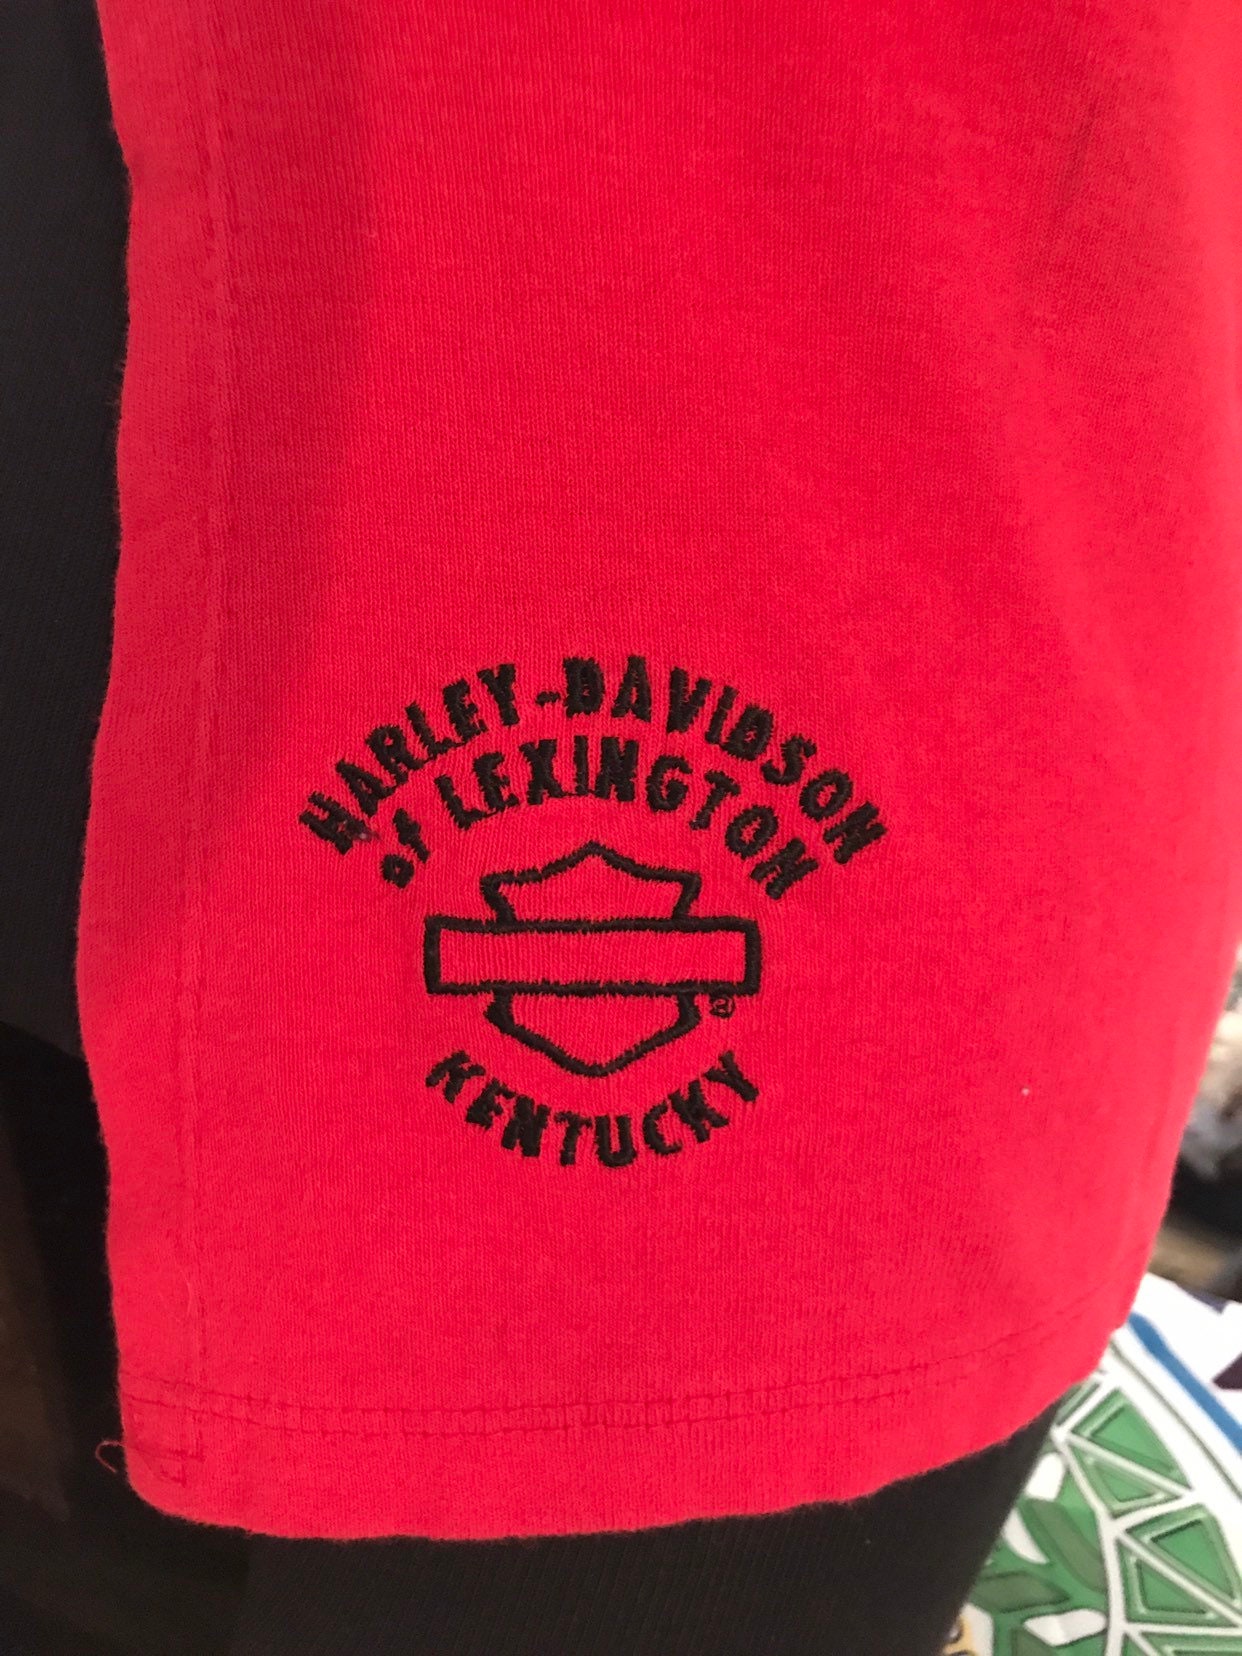 HARLEY-DAVIDSON
of LEXINGTON
®
KENTUCKY